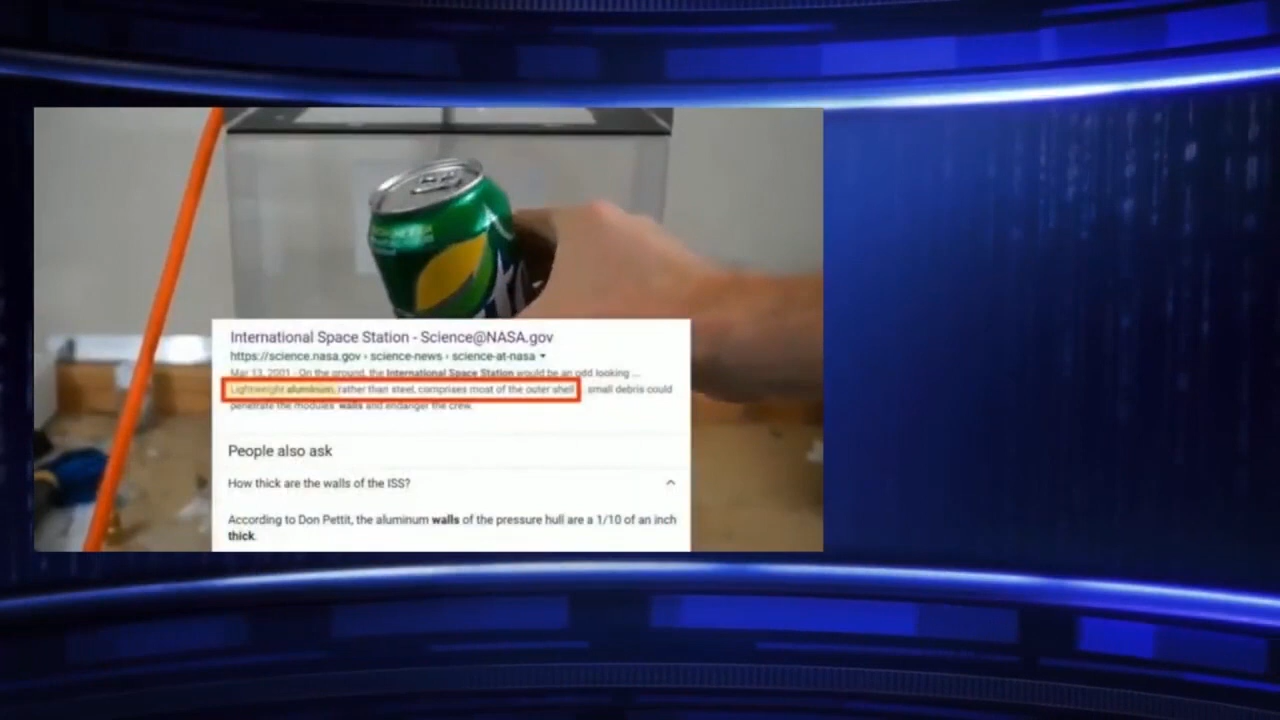 International Space Station - Science@NASA.gov
https://science.nasa.gov › science-news › science-at-nasa
Mar 13, 2001 - On the ground, the International Space Station would be an odd looking ...
Lightweight aluminum, rather than steel, comprises most of the outer shell. small debris could
penetrate the modules' walls and endanger the crew.
People also ask
How thick are the walls of the ISS?
According to Don Pettit, the aluminum walls of the pressure hull are a 1/10 of an inch
thick.